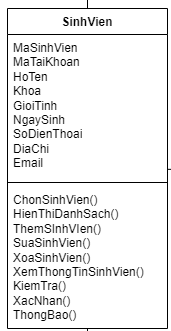 SinhVien
MaSinhVien
MaTaiKhoan
HoTen
Khoa
GioiTinh
NgaySinh
SoDienThoai
DiaChi
Email
ChonSinhVien()
HienThiDanhSach()
ThemSInhVIen()
SuaSinhVien()
XoaSinhVien()
XemThongTinSinhVien()
KiemTra()
XacNhan()
ThongBao()